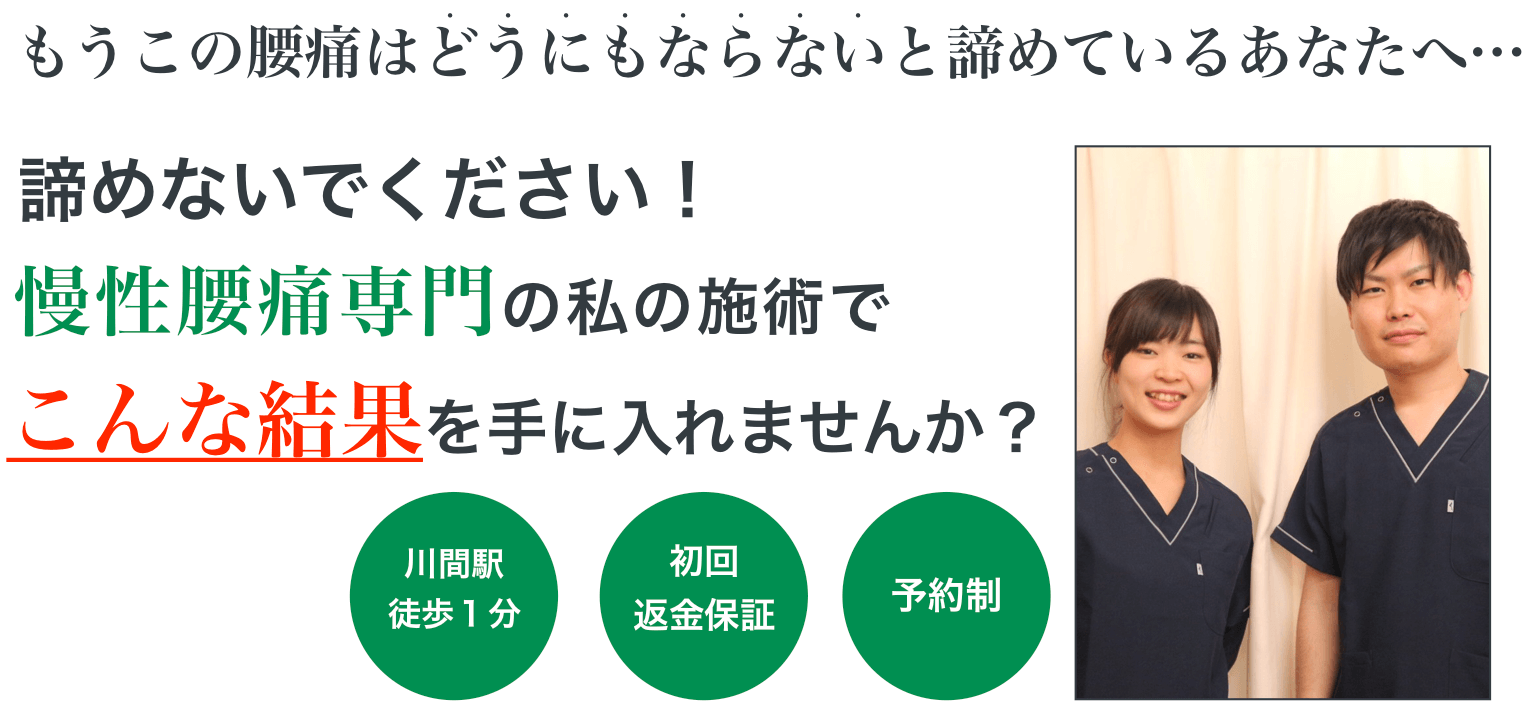 もうこの腰痛はどうにもならないと諦めているあなたへ…
諦めないでください！
慢性腰痛専門の私の施術で
こんな結果を手に入れませんか？
川間駅
徒歩１分
初回
返金保証
予約制